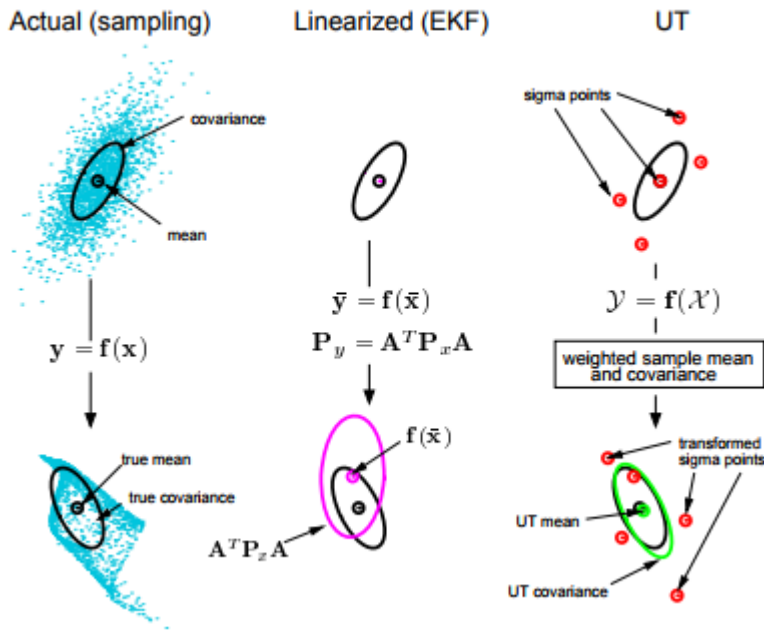 Actual (sampling)
Linearized (EKF)
UT
covariance
mean
sigma points
y = f(x)
ȳ = f(x̄)
P_y = A^T P_x A
𝒴 = f(𝒳)
weighted sample mean
and covariance
true mean
true covariance
f(x̄)
A^T P_x A
transformed
sigma points
UT mean
UT covariance